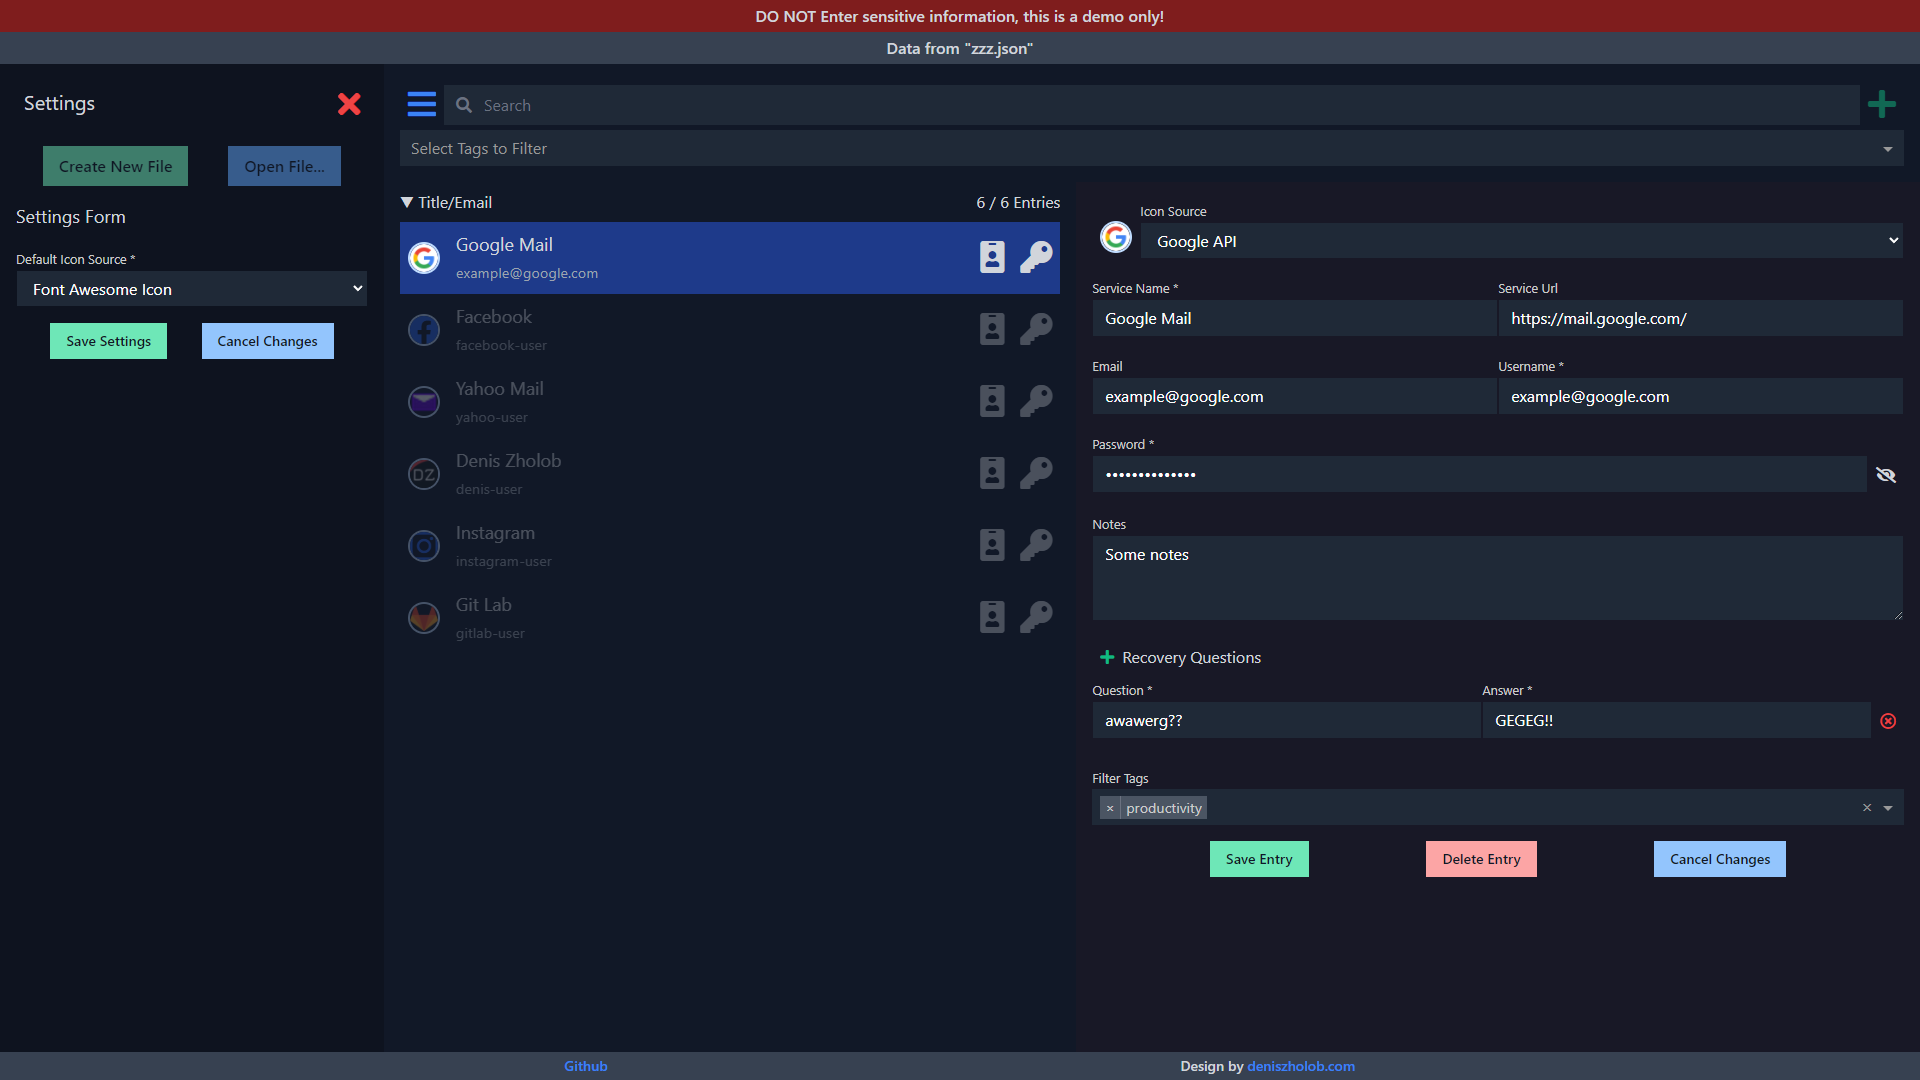 DO NOT Enter sensitive information, this is a demo only!
Data from "zzz.json"
Settings
Create New File
Open File...
Settings Form
Default Icon Source *
Font Awesome Icon
Save Settings
Cancel Changes
Search
Select Tags to Filter
▼ Title/Email
6 / 6 Entries
Google Mail
example@google.com
Facebook
facebook-user
Yahoo Mail
yahoo-user
DZ
Denis Zholob
denis-user
Instagram
instagram-user
Git Lab
gitlab-user
Icon Source
Google API
Service Name *
Service Url
Google Mail
https://mail.google.com/
Email
Username *
example@google.com
example@google.com
Password *
••••••••••••••
Notes
Some notes
Recovery Questions
Question *
Answer *
awawerg??
GEGEG!!
Filter Tags
× productivity
Save Entry
Delete Entry
Cancel Changes
Github
Design by deniszholob.com